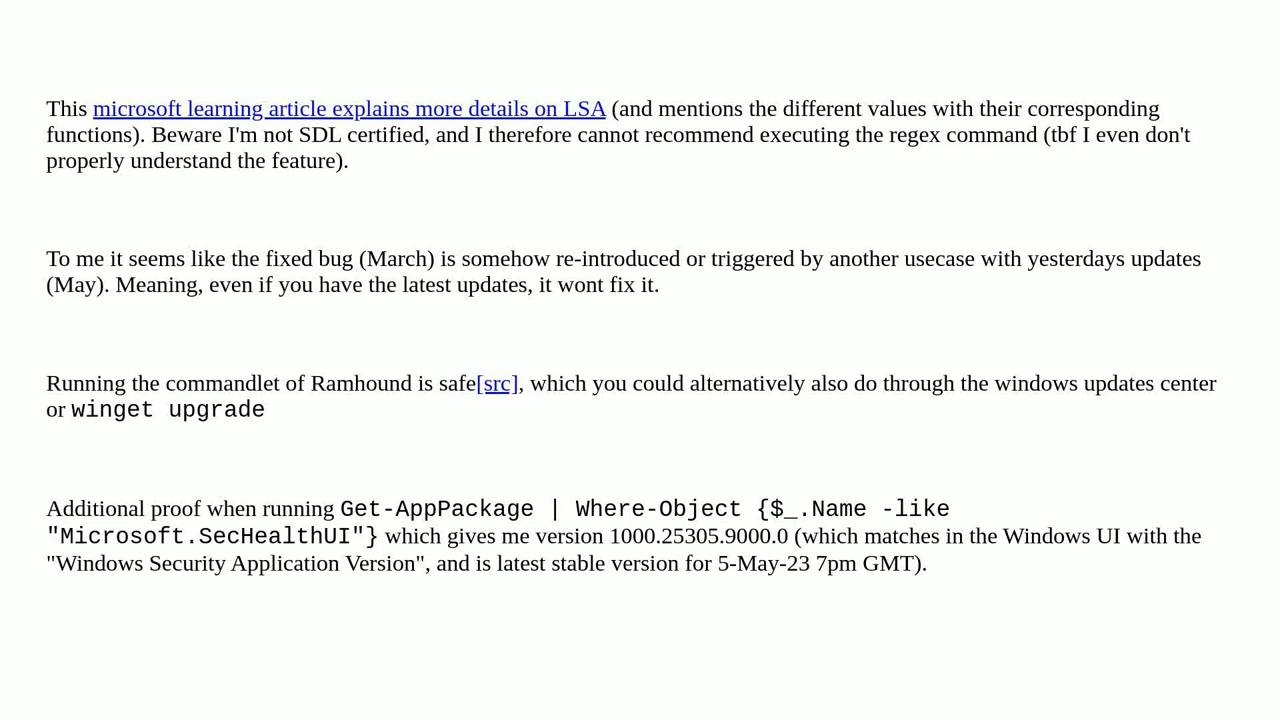 This microsoft learning article explains more details on LSA (and mentions the different values with their corresponding
functions). Beware I'm not SDL certified, and I therefore cannot recommend executing the regex command (tbf I even don't
properly understand the feature).
To me it seems like the fixed bug (March) is somehow re-introduced or triggered by another usecase with yesterdays updates
(May). Meaning, even if you have the latest updates, it wont fix it.
Running the commandlet of Ramhound is safe[src], which you could alternatively also do through the windows updates center
or winget upgrade
Additional proof when running Get-AppPackage | Where-Object {$_.Name -like
"Microsoft.SecHealthUI"} which gives me version 1000.25305.9000.0 (which matches in the Windows UI with the
"Windows Security Application Version", and is latest stable version for 5-May-23 7pm GMT).